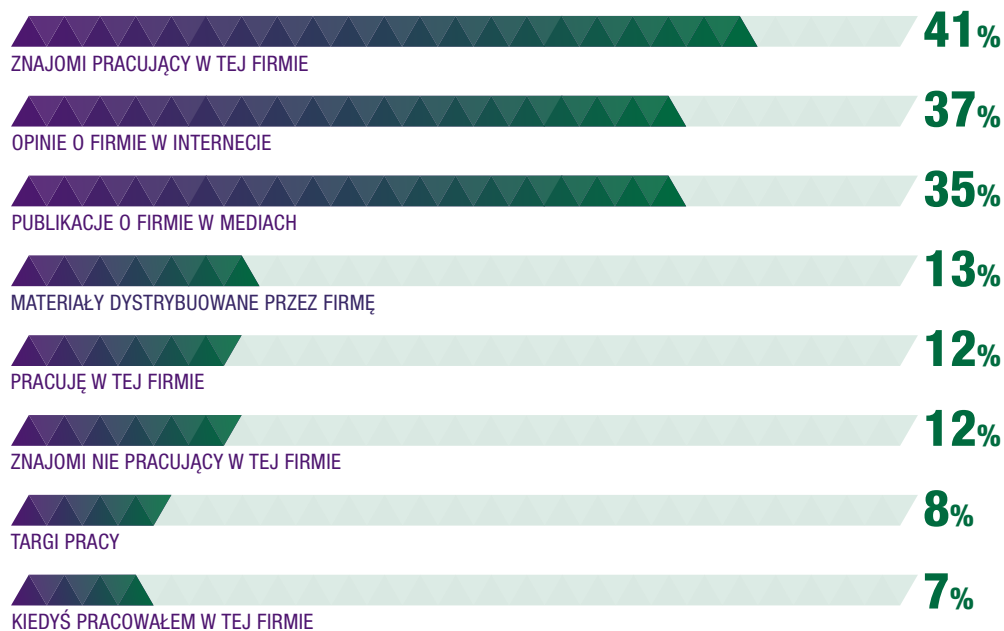 41%
ZNAJOMI PRACUJĄCY W TEJ FIRMIE
37%
OPINIE O FIRMIE W INTERNECIE
35%
PUBLIKACJE O FIRMIE W MEDIACH
13%
MATERIAŁY DYSTRYBUOWANE PRZEZ FIRMĘ
12%
PRACUJĘ W TEJ FIRMIE
12%
ZNAJOMI NIE PRACUJĄCY W TEJ FIRMIE
8%
TARGI PRACY
7%
KIEDYŚ PRACOWAŁEM W TEJ FIRMIE